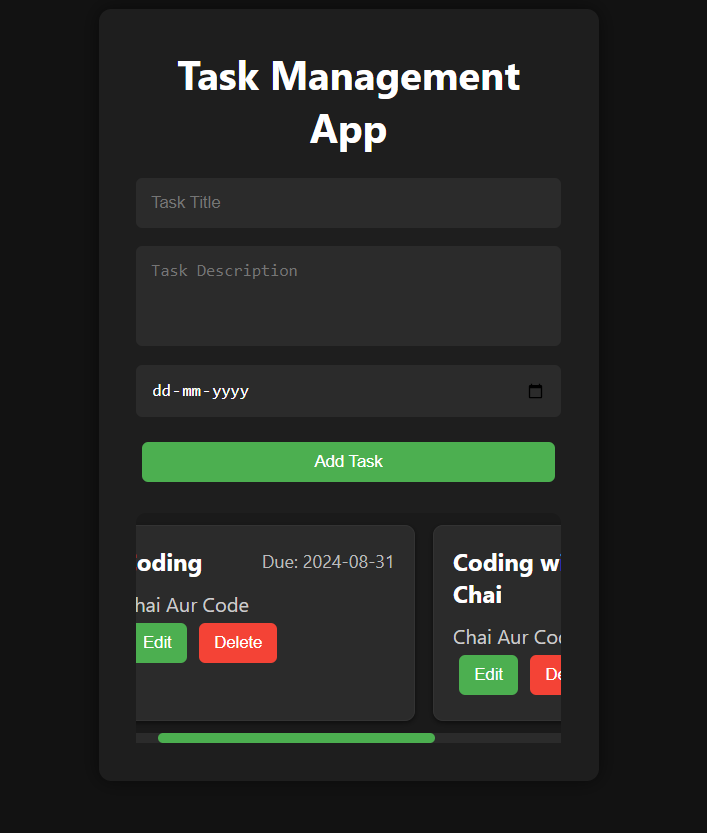 Task Management
App
Task Title
Task Description
dd-mm-yyyy
Add Task
oding Due: 2024-08-31
hai Aur Code
Edit Delete
Coding wi
Chai
Chai Aur Cod
Edit De